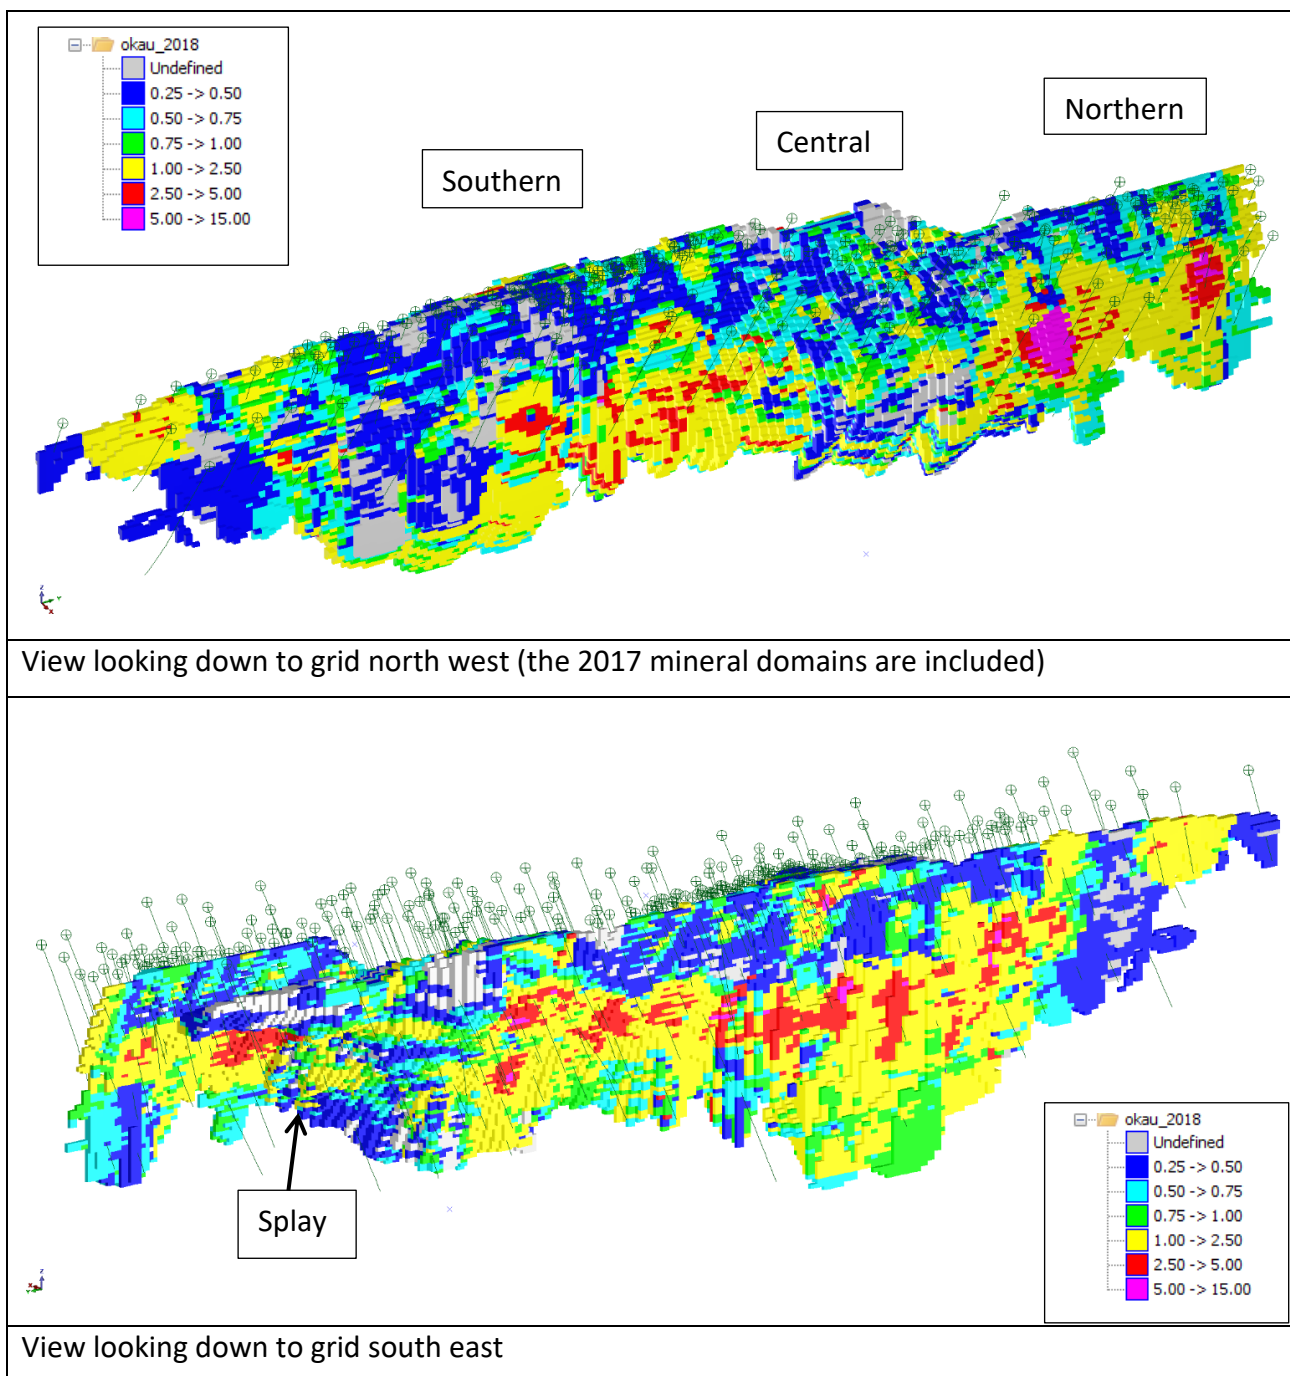 okau_2018
Undefined
0.25 -> 0.50
0.50 -> 0.75
0.75 -> 1.00
1.00 -> 2.50
2.50 -> 5.00
5.00 -> 15.00
Northern
Central
Southern
Z
Y
X
View looking down to grid north west (the 2017 mineral domains are included)
Splay
okau_2018
Undefined
0.25 -> 0.50
0.50 -> 0.75
0.75 -> 1.00
1.00 -> 2.50
2.50 -> 5.00
5.00 -> 15.00
Z
X
Y
View looking down to grid south east